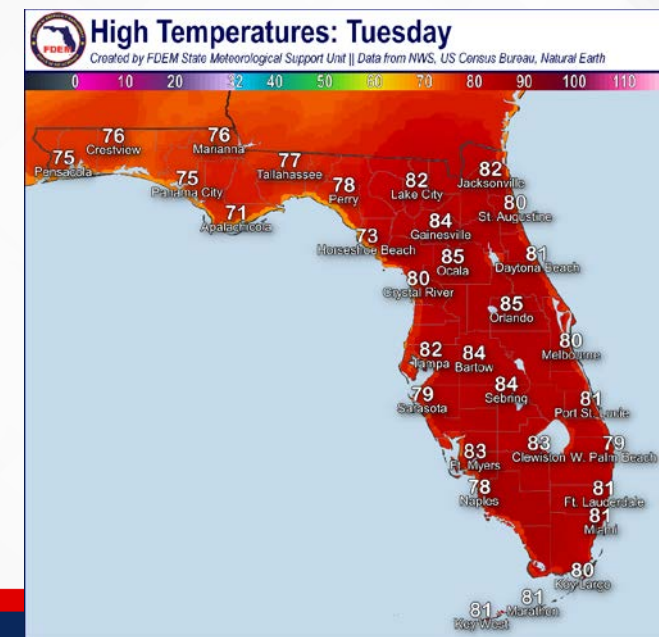 FDEM
High Temperatures: Tuesday
Created by FDEM State Meteorological Support Unit || Data from NWS, US Census Bureau, Natural Earth
0 10 20 32 40 50 60 70 80 90 100 110
76
Crestview
76
Marianna
75
Pensacola
77
Tallahassee
75
Panama City
78
Perry
82
Lake City
82
Jacksonville
71
Apalachicola
80
St. Augustine
84
Gainesville
73
Horseshoe Beach
85
Ocala
81
Daytona Beach
80
Crystal River
85
Orlando
80
Melbourne
82
Tampa
84
Bartow
84
Sebring
79
Sarasota
81
Port St. Lucie
83
Ft. Myers
83
Clewiston
79
W. Palm Beach
78
Naples
81
Ft. Lauderdale
81
Miami
80
Key Largo
81
Marathon
81
Key West